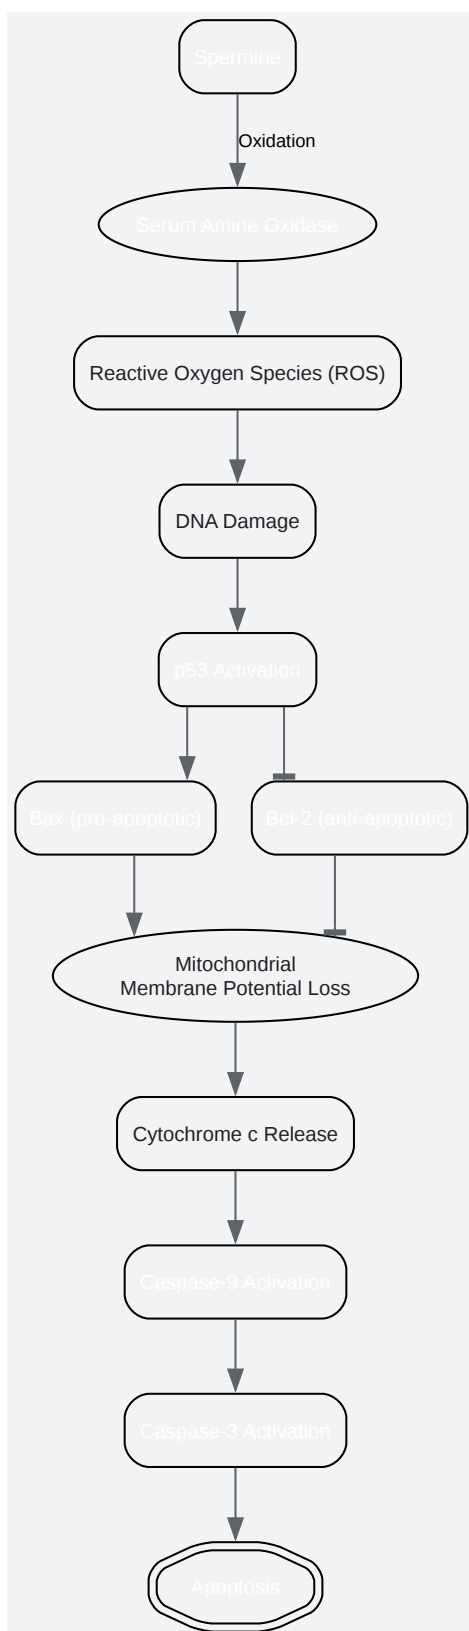 Spermine
Oxidation
Serum Amine Oxidase
Reactive Oxygen Species (ROS)
DNA Damage
p53 Activation
Bax (pro-apoptotic)
Bcl-2 (anti-apoptotic)
Mitochondrial
Membrane Potential Loss
Cytochrome c Release
Caspase-9 Activation
Caspase-3 Activation
Apoptosis